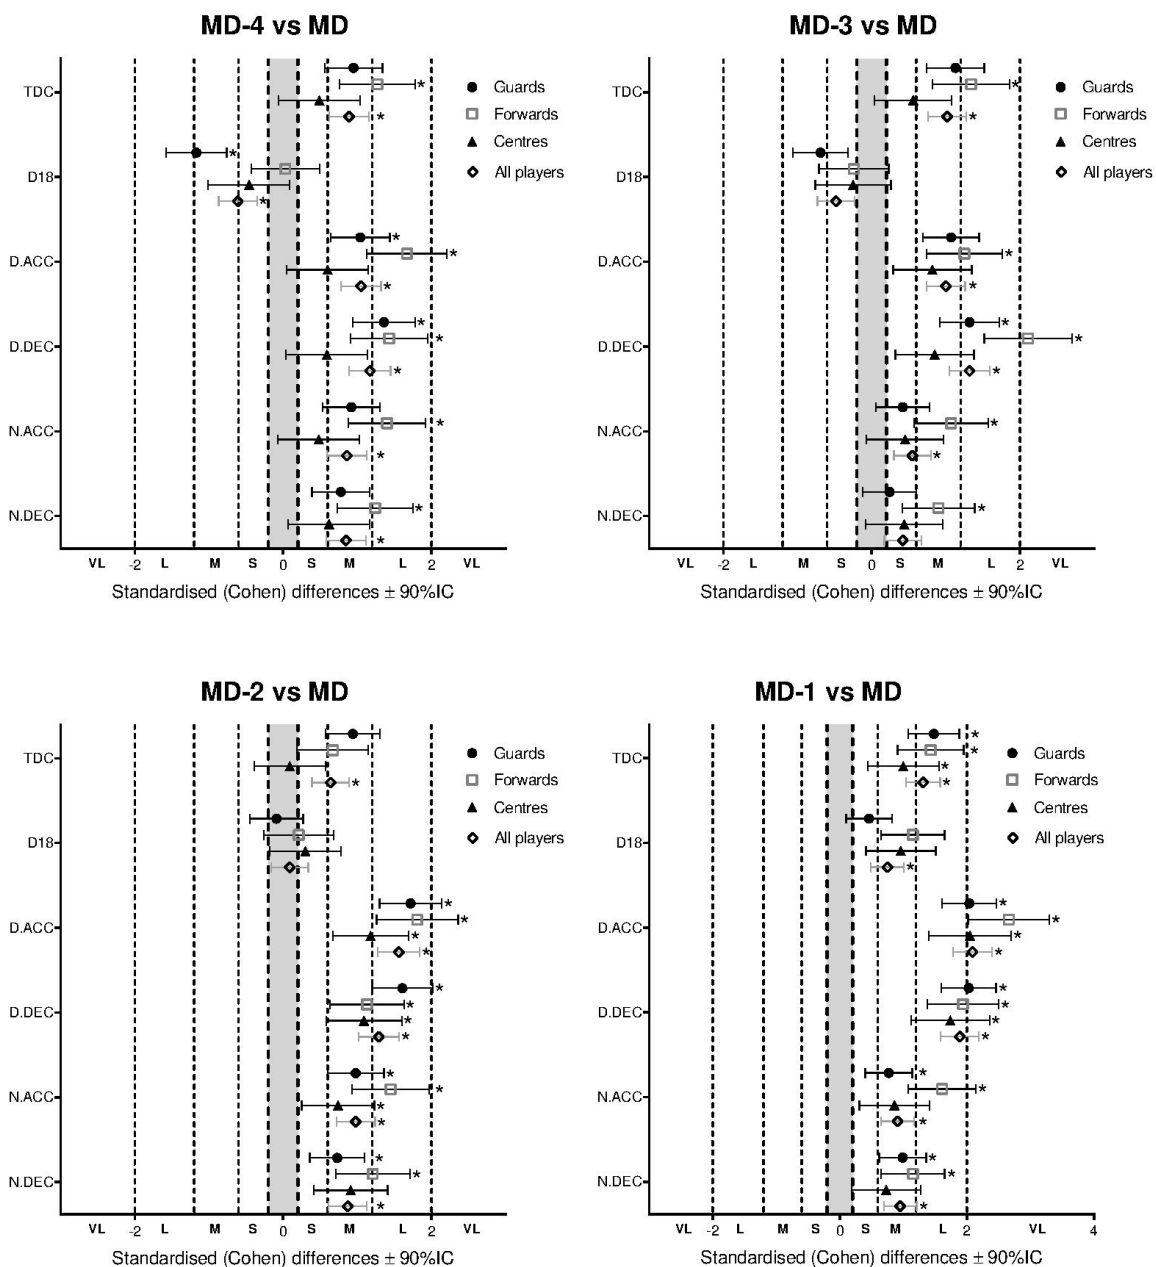 MD-4 vs MD
TDC
D18
D.ACC
D.DEC
N.ACC
N.DEC
Guards
Forwards
Centres
All players
* * * * * * * * * * * * *
VL -2 L M S 0 S M L 2 VL
Standardised (Cohen) differences ± 90%IC
MD-3 vs MD
TDC
D18
D.ACC
D.DEC
N.ACC
N.DEC
Guards
Forwards
Centres
All players
* * * * * * * * * *
VL -2 L M S 0 S M L 2 VL
Standardised (Cohen) differences ± 90%IC
MD-2 vs MD
TDC
D18
D.ACC
D.DEC
N.ACC
N.DEC
Guards
Forwards
Centres
All players
* * * * * * * * * * * * * * * *
VL -2 L M S 0 S M L 2 VL
Standardised (Cohen) differences ± 90%IC
MD-1 vs MD
TDC
D18
D.ACC
D.DEC
N.ACC
N.DEC
Guards
Forwards
Centres
All players
* * * * * * * * * * * * * * * * * * *
VL -2 L M S 0 S M L 2 VL 4
Standardised (Cohen) differences ± 90%IC